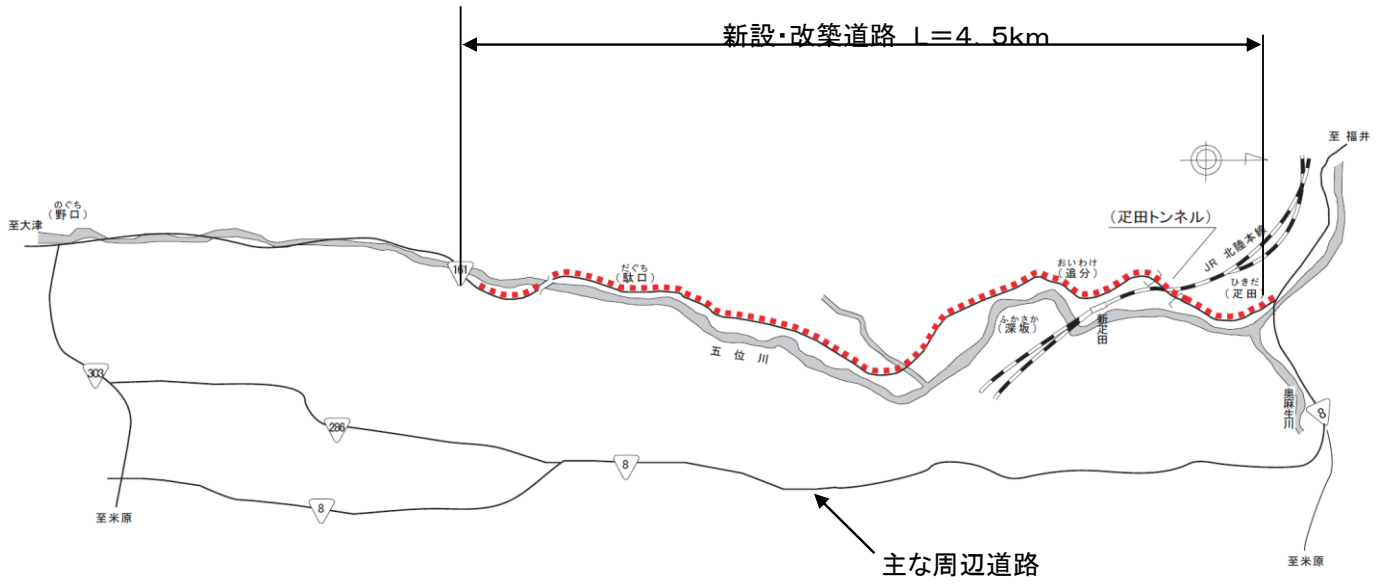 新設・改築道路 L＝4．5km
至 福井
のぐち
(野口)
至大津
(疋田トンネル)
JR 北陸本線
161
だぐち
(駄口)
おいわけ
(追分)
ひきだ
(疋田)
ふかさか
(深坂)
新疋田
五位川
303
奥麻生川
8
286
8
8
至米原
主な周辺道路
至米原